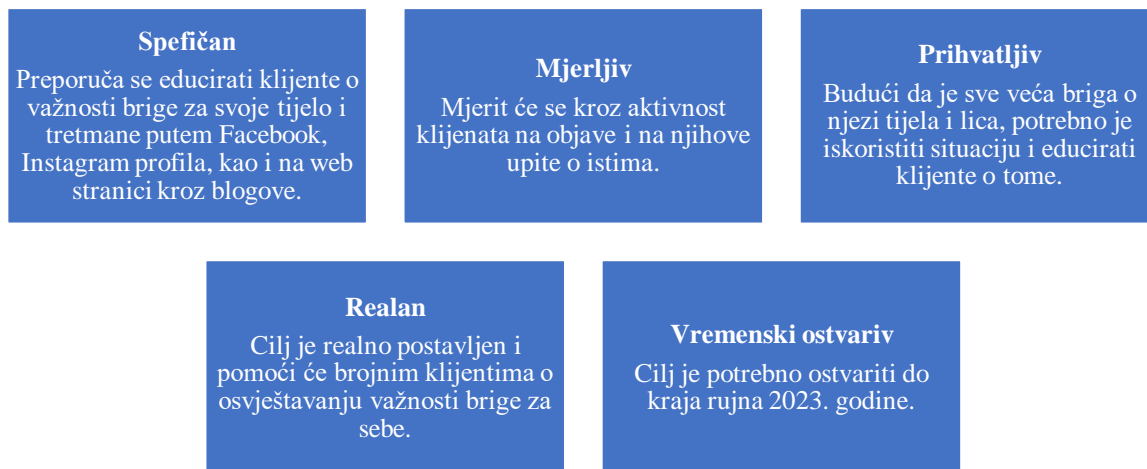 Spefičan
Preporuča se educirati klijente o
važnosti brige za svoje tijelo i
tretmane putem Facebook,
Instagram profila, kao i na web
stranici kroz blogove.
Mjerljiv
Mjerit će se kroz aktivnost
klijenata na objave i na njihove
upite o istima.
Prihvatljiv
Budući da je sve veća briga o
njezi tijela i lica, potrebno je
iskoristiti situaciju i educirati
klijente o tome.
Realan
Cilj je realno postavljen i
pomoći će brojnim klijentima o
osvještavanju važnosti brige za
sebe.
Vremenski ostvariv
Cilj je potrebno ostvariti do
kraja rujna 2023. godine.